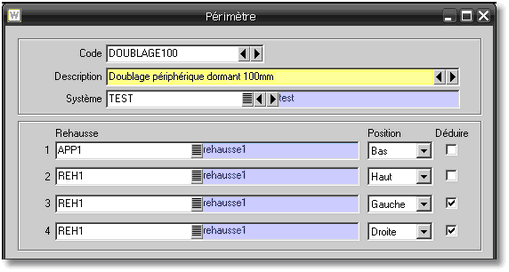 Périmètre
Code DOUBLAGE100
Description Doublage périphérique dormant 100mm
Système TEST test
Rehausse Position Déduire
1 APP1 rehausse1 Bas
2 REH1 rehausse1 Haut
3 REH1 rehausse1 Gauche
4 REH1 rehausse1 Droite